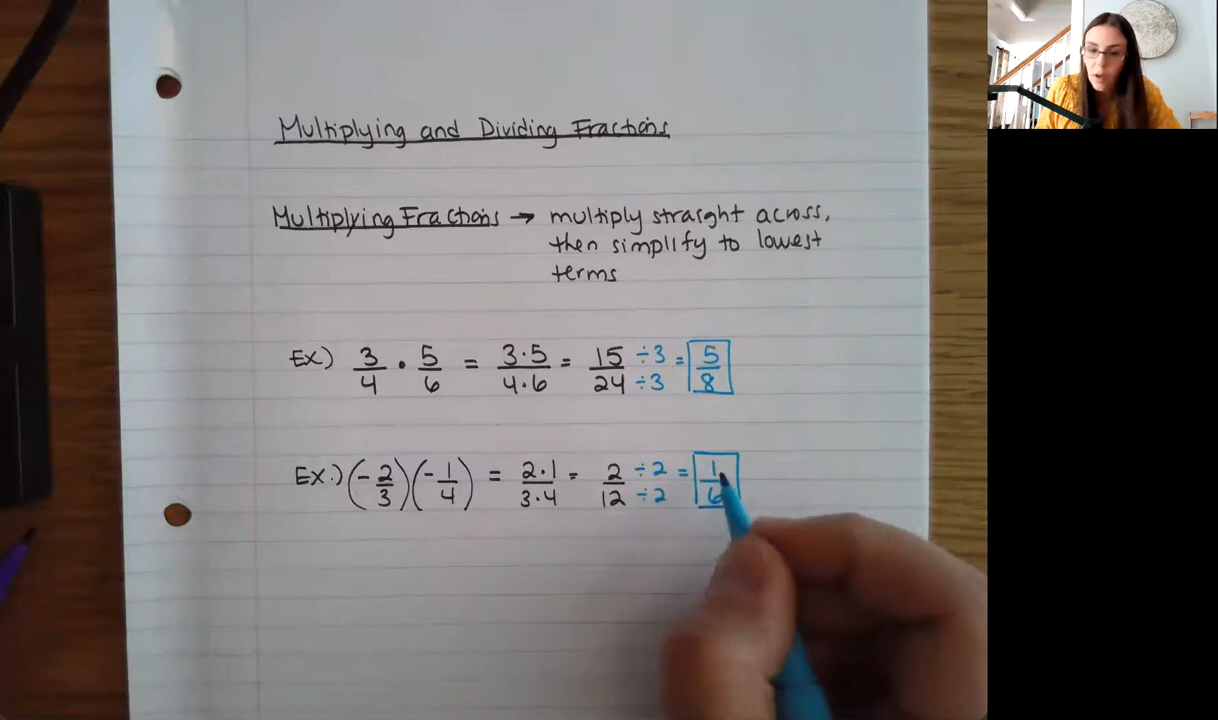 Multiplying and Dividing Fractions
Multiplying Fractions → multiply straight across,
then simplify to lowest
terms
Ex.) 3/4 · 5/6 = 3·5/4·6 = 15/24 ÷3/÷3 = 5/8
Ex.) (-2/3)(-1/4) = 2·1/3·4 = 2/12 ÷2/÷2 = 1/6